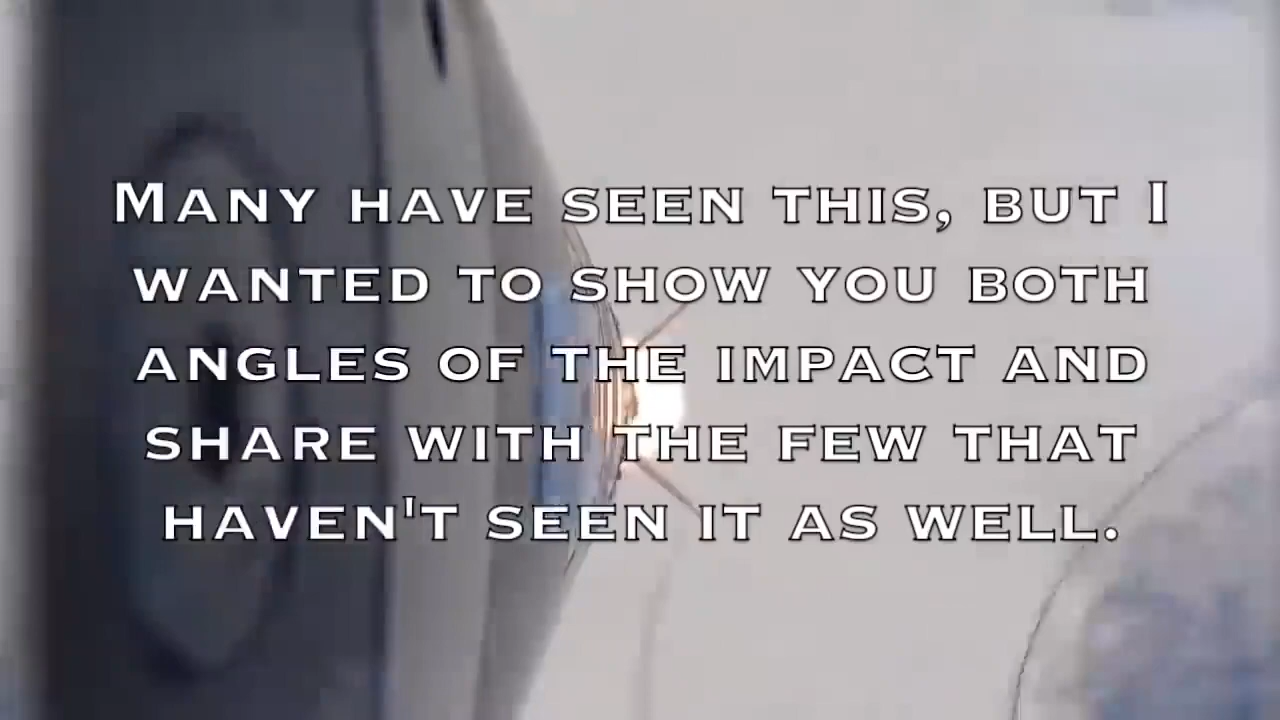 Many have seen this, but I
wanted to show you both
angles of the impact and
share with the few that
haven't seen it as well.